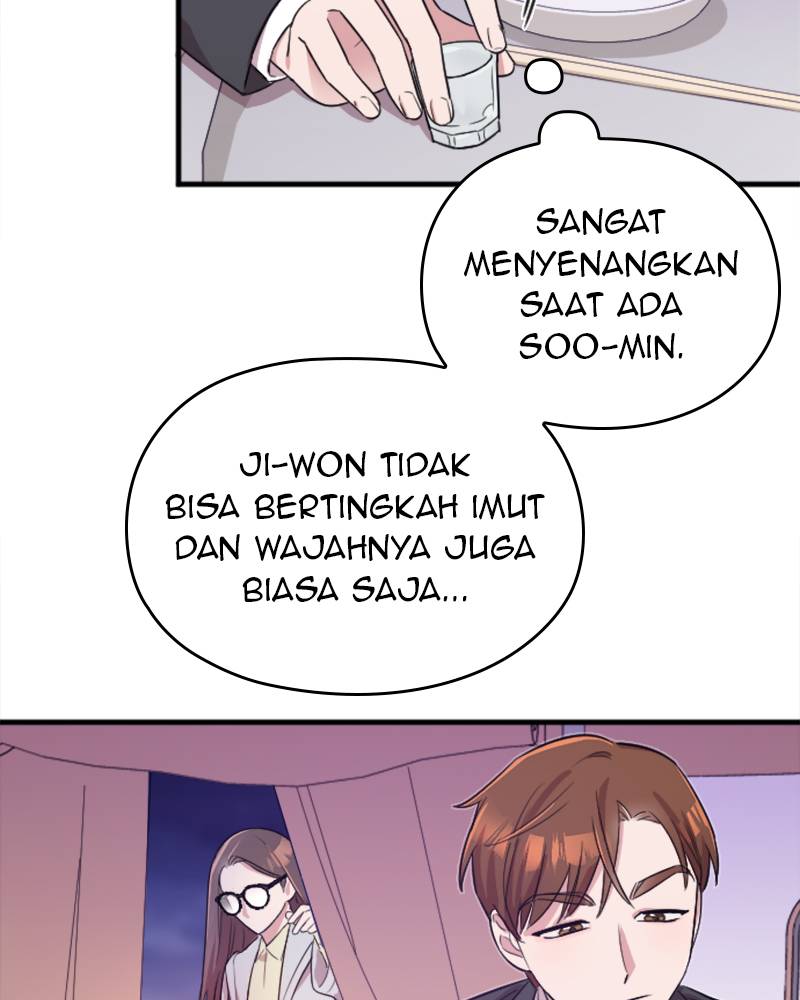 SANGAT
MENYENANGKAN
SAAT ADA
SOO-MIN.
JI-WON TIDAK
BISA BERTINGKAH IMUT
DAN WAJAHNYA JUGA
BIASA SAJA...